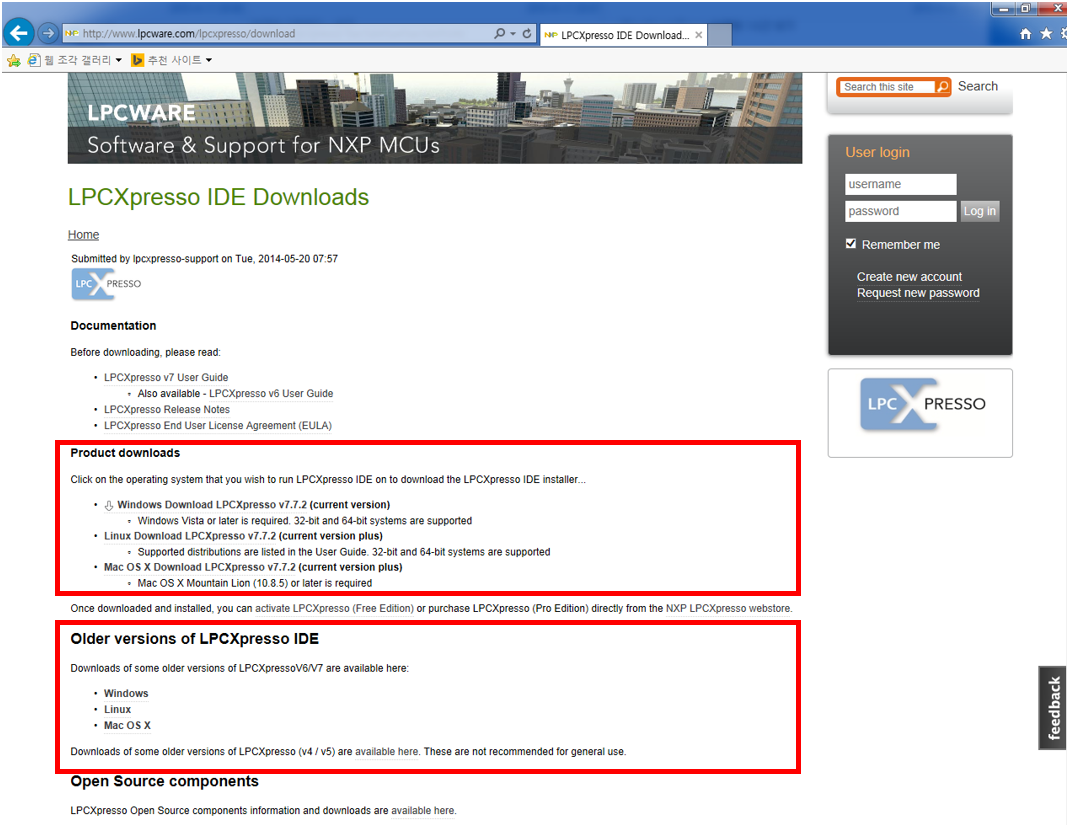 http://www.lpcware.com/lpcxpresso/download
LPCXpresso IDE Download...
웹 조각 갤러리
추천 사이트
LPCWARE
Software & Support for NXP MCUs
Search this site
Search
User login
username
password
Log in
Remember me
Create new account
Request new password
LPCXPRESSO
LPCXpresso IDE Downloads
Home
Submitted by lpcxpresso-support on Tue, 2014-05-20 07:57
LPCXPRESSO
Documentation
Before downloading, please read:
• LPCXpresso v7 User Guide
◦ Also available - LPCXpresso v6 User Guide
• LPCXpresso Release Notes
• LPCXpresso End User License Agreement (EULA)
Product downloads
Click on the operating system that you wish to run LPCXpresso IDE on to download the LPCXpresso IDE installer...
• Windows Download LPCXpresso v7.7.2 (current version)
◦ Windows Vista or later is required. 32-bit and 64-bit systems are supported
• Linux Download LPCXpresso v7.7.2 (current version plus)
◦ Supported distributions are listed in the User Guide. 32-bit and 64-bit systems are supported
• Mac OS X Download LPCXpresso v7.7.2 (current version plus)
◦ Mac OS X Mountain Lion (10.8.5) or later is required
Once downloaded and installed, you can activate LPCXpresso (Free Edition) or purchase LPCXpresso (Pro Edition) directly from the NXP LPCXpresso webstore.
Older versions of LPCXpresso IDE
Downloads of some older versions of LPCXpressoV6/V7 are available here:
• Windows
• Linux
• Mac OS X
Downloads of some older versions of LPCXpresso (v4 / v5) are available here. These are not recommended for general use.
Open Source components
LPCXpresso Open Source components information and downloads are available here.
feedback